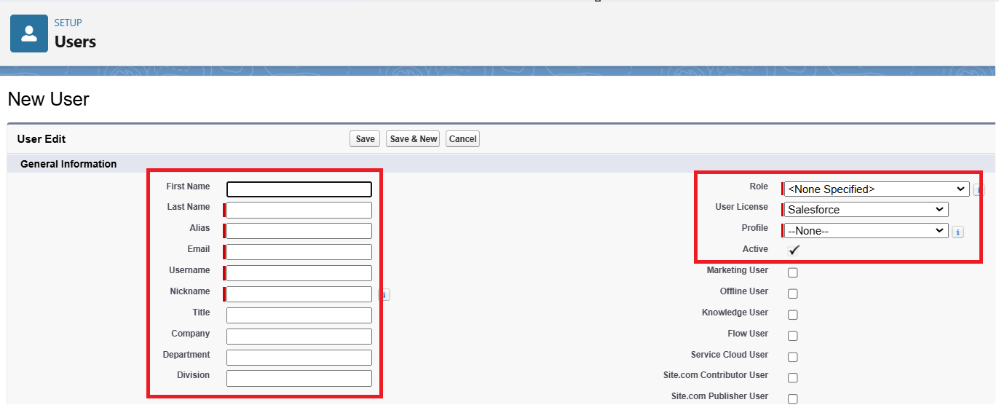 SETUP
Users
New User
User Edit
Save
Save & New
Cancel
General Information
First Name
Last Name
Alias
Email
Username
Nickname
i
Title
Company
Department
Division
Role
<None Specified>
i
User License
Salesforce
Profile
--None--
i
Active
Marketing User
Offline User
Knowledge User
Flow User
Service Cloud User
Site.com Contributor User
Site.com Publisher User